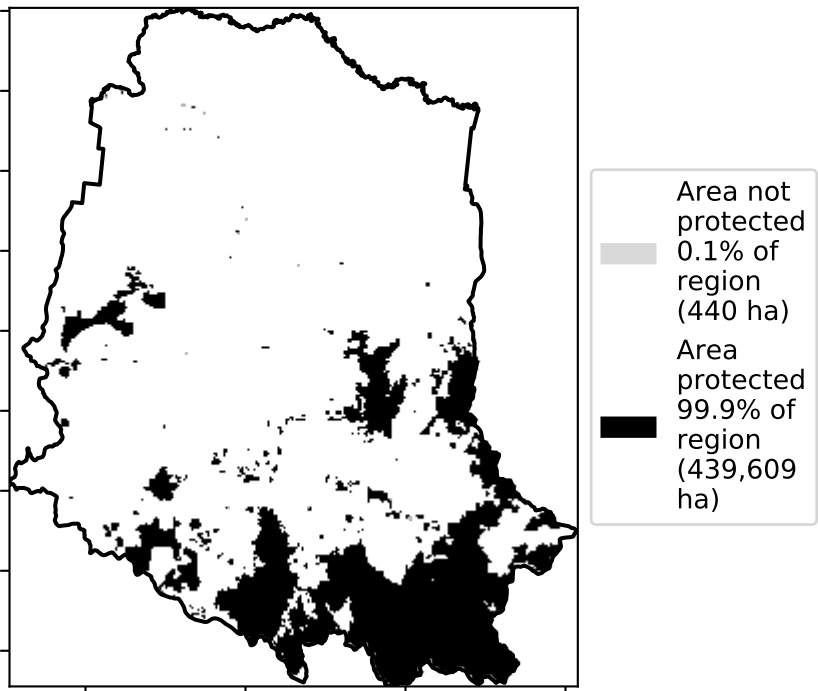 Area not
protected
0.1% of
region
(440 ha)
Area
protected
99.9% of
region
(439,609
ha)